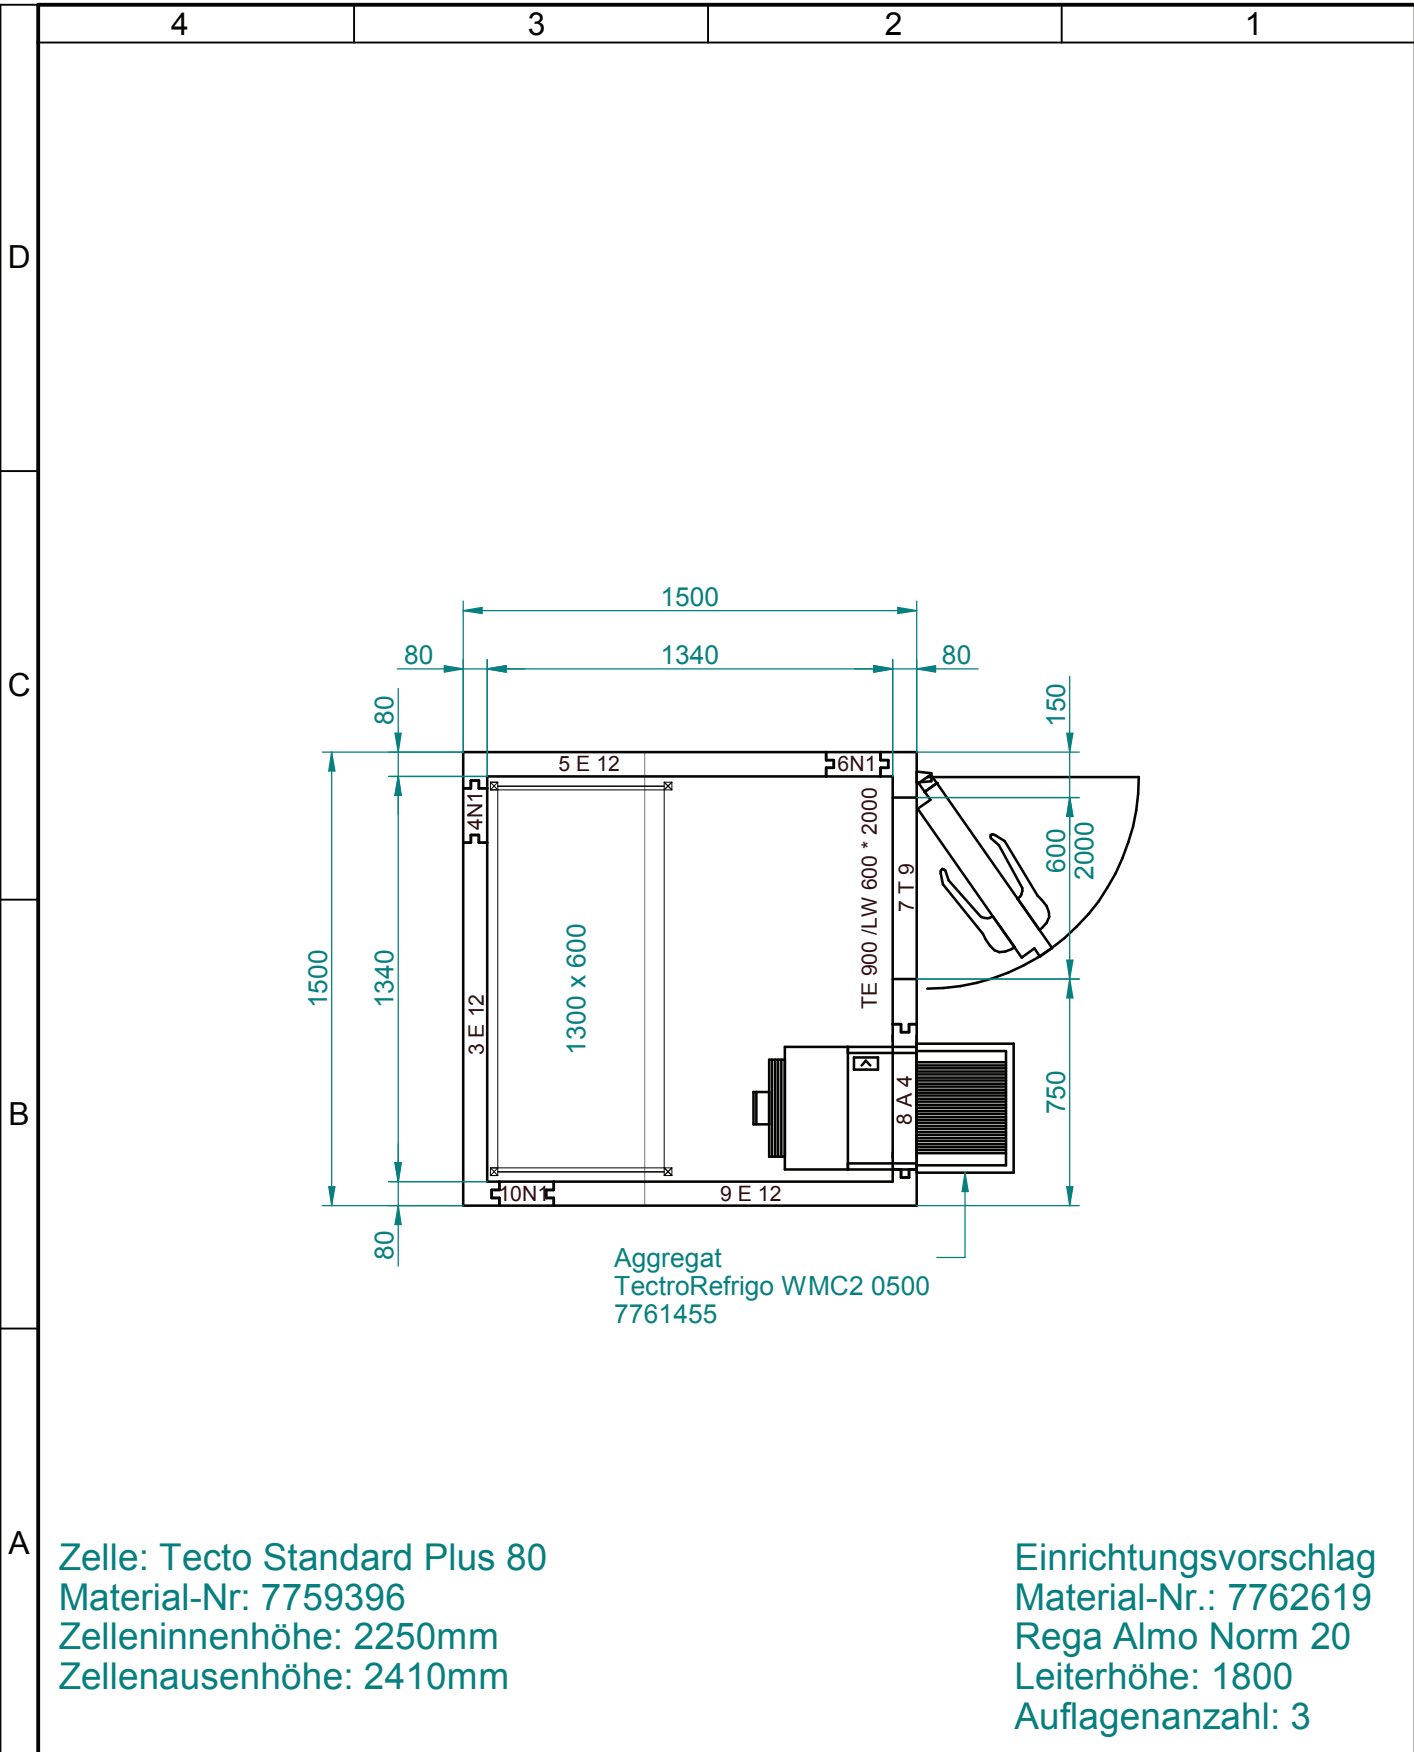 4 3 2 1
D
C
B
A
1500
80 1340 80
80
150
5 E 12
6N1
4N1
TE 900 /LW 600 * 2000
7 T 9
600
2000
1500
1340
1300 x 600
3 E 12
8 A 4
750
10N1
9 E 12
80
Aggregat
TectroRefrigo WMC2 0500
7761455
Zelle: Tecto Standard Plus 80
Material-Nr: 7759396
Zelleninnenhöhe: 2250mm
Zellenausenhöhe: 2410mm
Einrichtungsvorschlag
Material-Nr.: 7762619
Rega Almo Norm 20
Leiterhöhe: 1800
Auflagenanzahl: 3